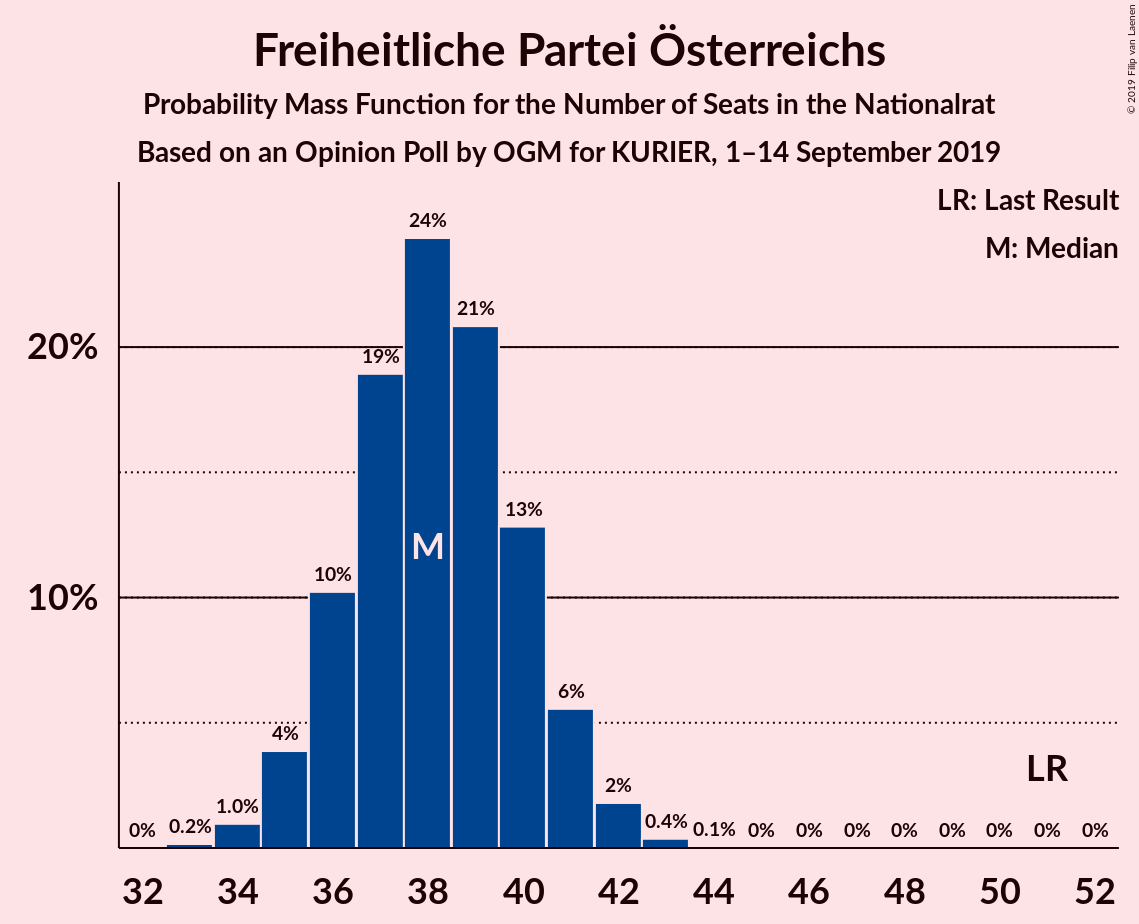 Freiheitliche Partei Österreichs
Probability Mass Function for the Number of Seats in the Nationalrat
Based on an Opinion Poll by OGM for KURIER, 1–14 September 2019
© 2019 Filip van Laenen
LR: Last Result
M: Median
24%
21%
20%
19%
13%
M
10%
10%
6%
4%
LR
2%
1.0%
0% 0.2% 0.4% 0.1% 0% 0% 0% 0% 0% 0% 0% 0%
32 34 36 38 40 42 44 46 48 50 52